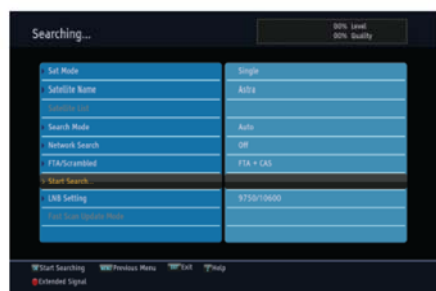 Searching...
00% Level
00% Quality
Sat Mode Single
Satellite Name Astra
Satellite List
Search Mode Auto
Network Search Off
FTA/Scrambled FTA + CAS
Start Search...
LNB Setting 9750/10600
Fast Scan Update Mode
Start Searching Previous Menu Exit Help
Extended Signal